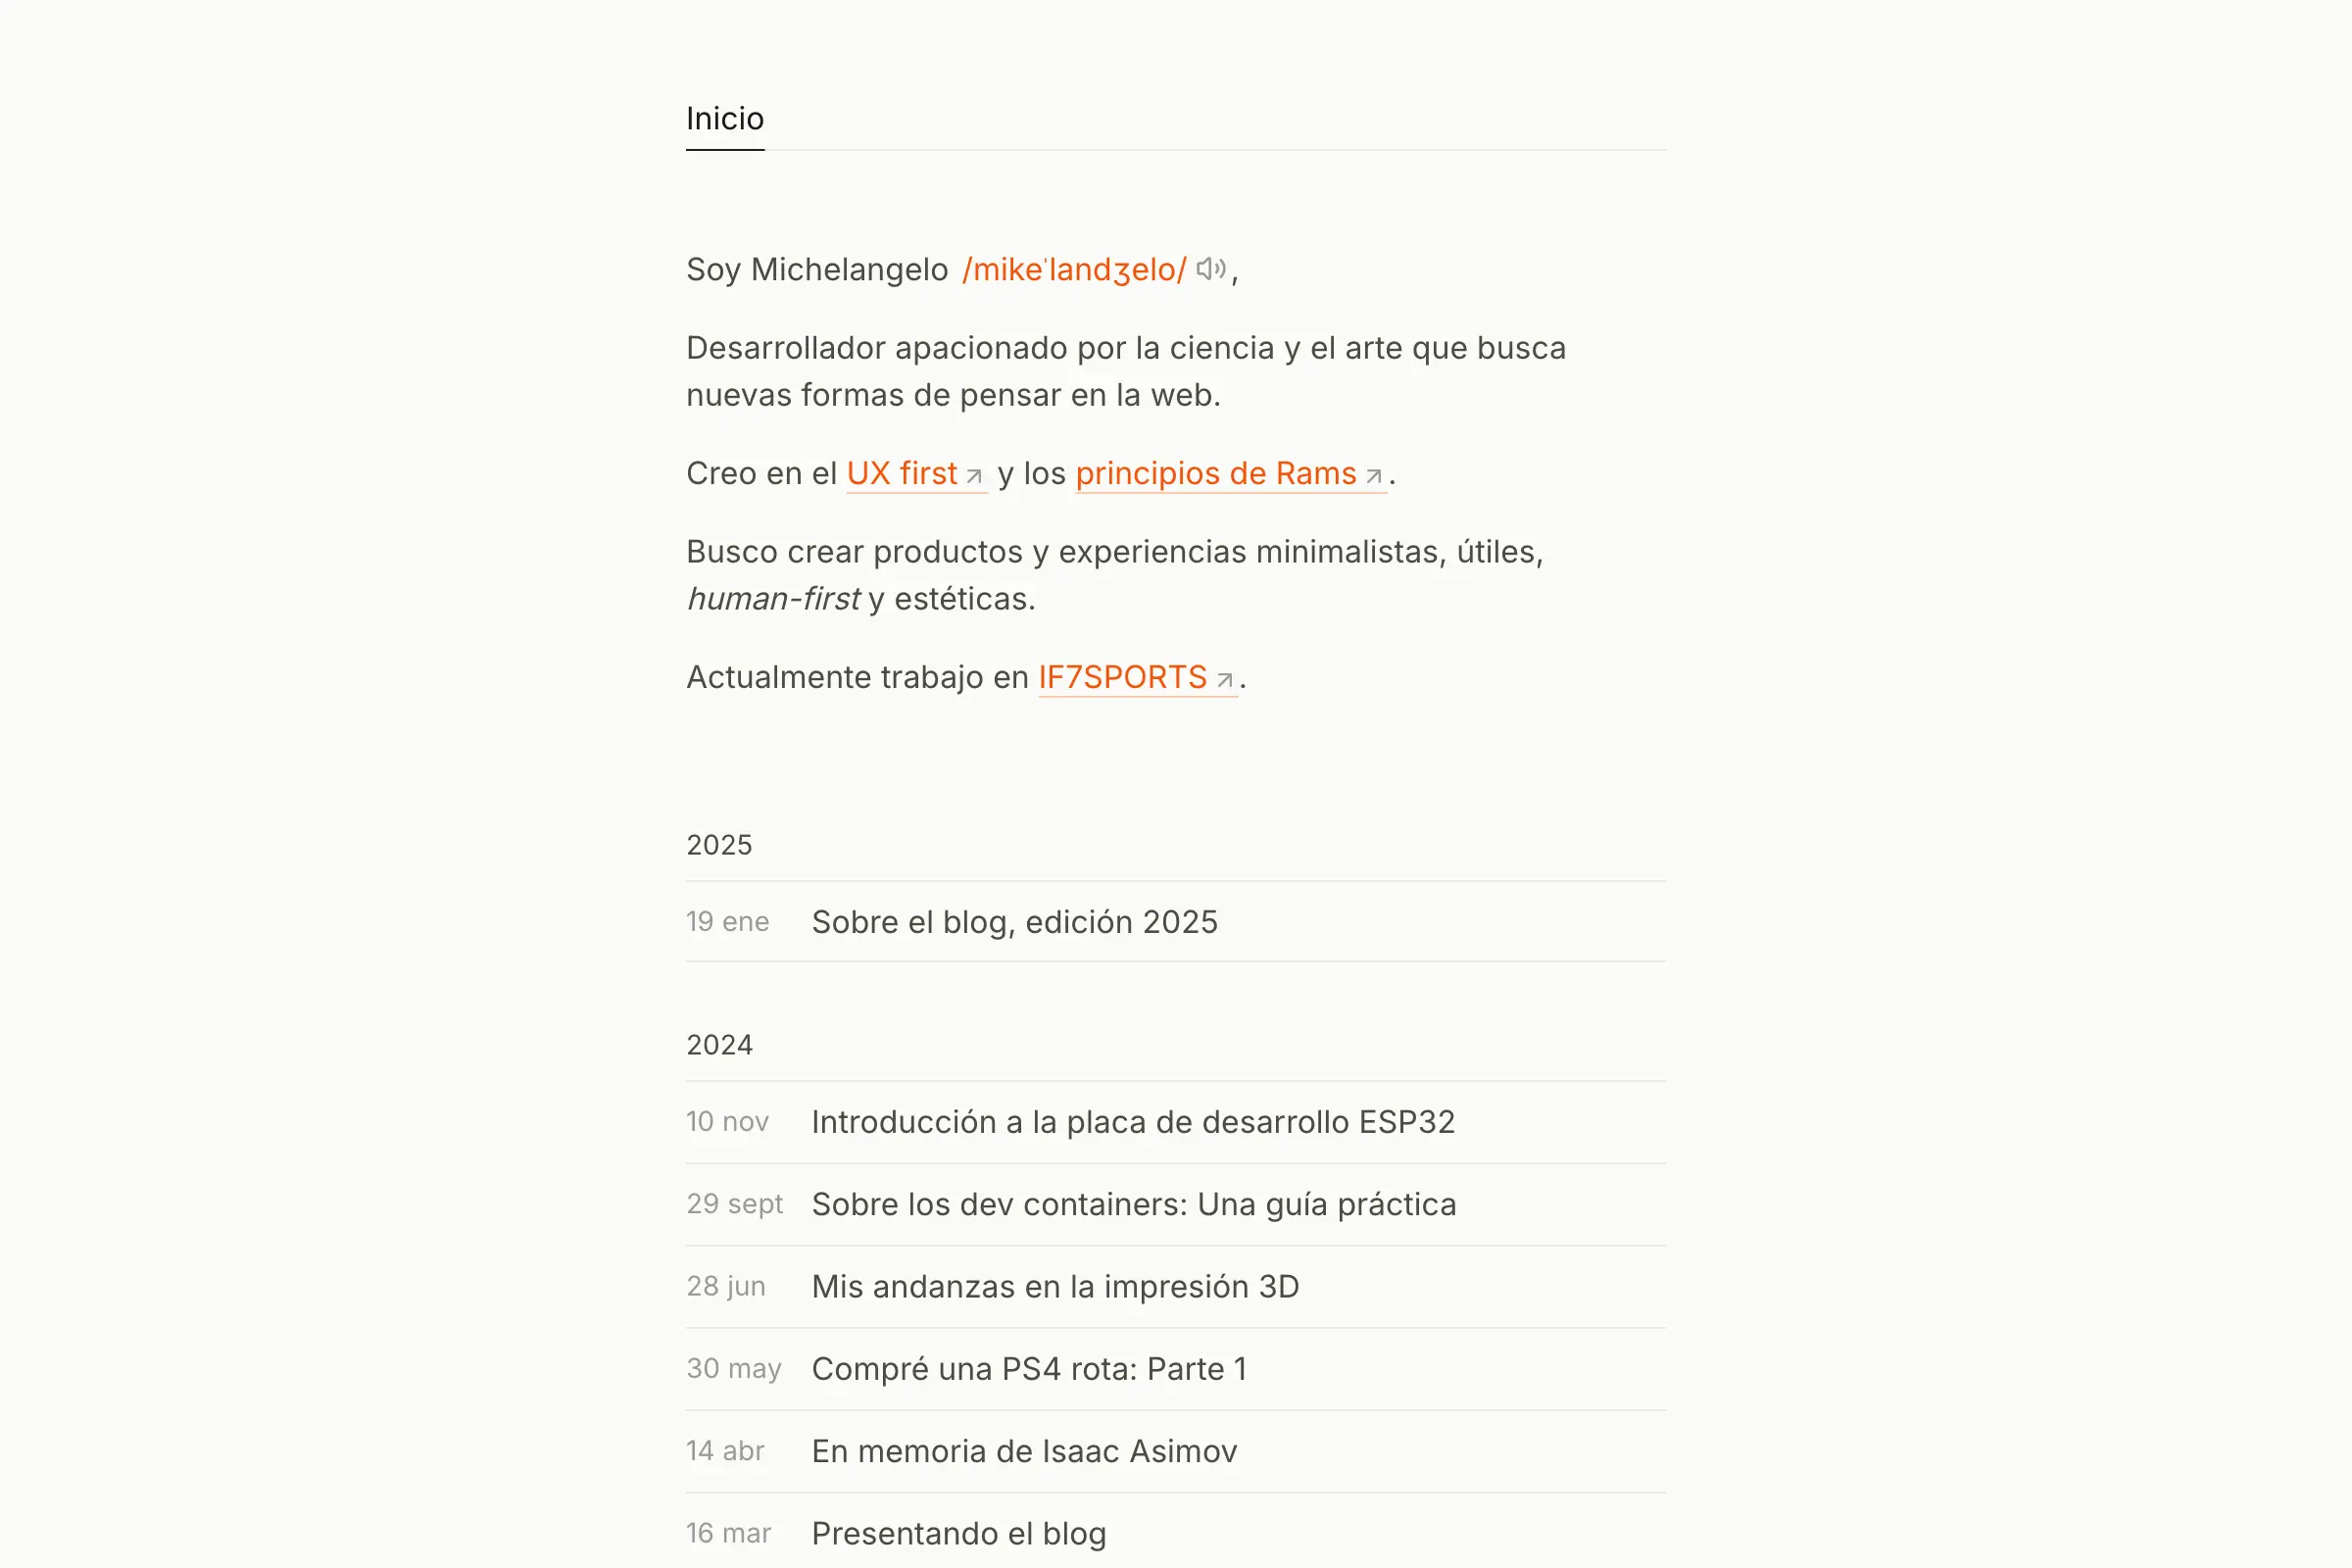 Inicio
Soy Michelangelo /mikeˈlandʒelo/ ,
Desarrollador apacionado por la ciencia y el arte que busca
nuevas formas de pensar en la web.
Creo en el UX first ↗ y los principios de Rams ↗.
Busco crear productos y experiencias minimalistas, útiles,
human-first y estéticas.
Actualmente trabajo en IF7SPORTS ↗.
2025
19 ene Sobre el blog, edición 2025
2024
10 nov Introducción a la placa de desarrollo ESP32
29 sept Sobre los dev containers: Una guía práctica
28 jun Mis andanzas en la impresión 3D
30 may Compré una PS4 rota: Parte 1
14 abr En memoria de Isaac Asimov
16 mar Presentando el blog